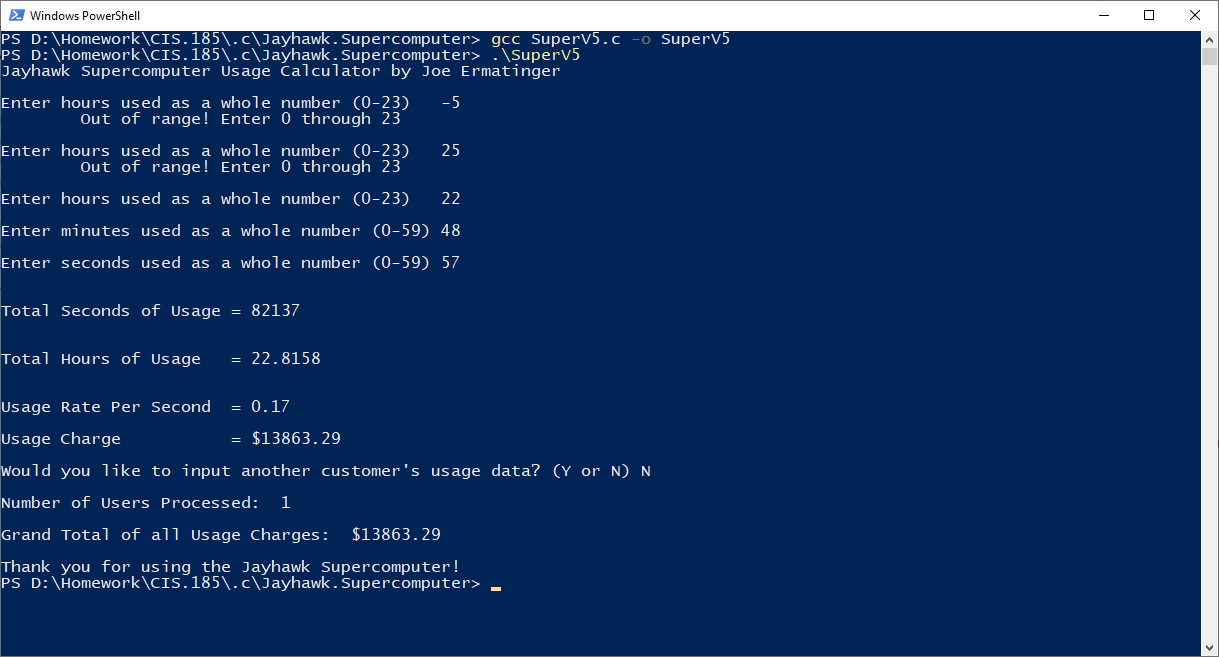 Windows PowerShell
PS D:\Homework\CIS.185\.c\Jayhawk.Supercomputer> gcc SuperV5.c -o SuperV5
PS D:\Homework\CIS.185\.c\Jayhawk.Supercomputer> .\SuperV5
Jayhawk Supercomputer Usage Calculator by Joe Ermatinger
Enter hours used as a whole number (0-23)   -5
        Out of range! Enter 0 through 23
Enter hours used as a whole number (0-23)   25
        Out of range! Enter 0 through 23
Enter hours used as a whole number (0-23)   22
Enter minutes used as a whole number (0-59) 48
Enter seconds used as a whole number (0-59) 57
Total Seconds of Usage = 82137
Total Hours of Usage   = 22.8158
Usage Rate Per Second  = 0.17
Usage Charge           = $13863.29
Would you like to input another customer's usage data? (Y or N) N
Number of Users Processed:  1
Grand Total of all Usage Charges:  $13863.29
Thank you for using the Jayhawk Supercomputer!
PS D:\Homework\CIS.185\.c\Jayhawk.Supercomputer>